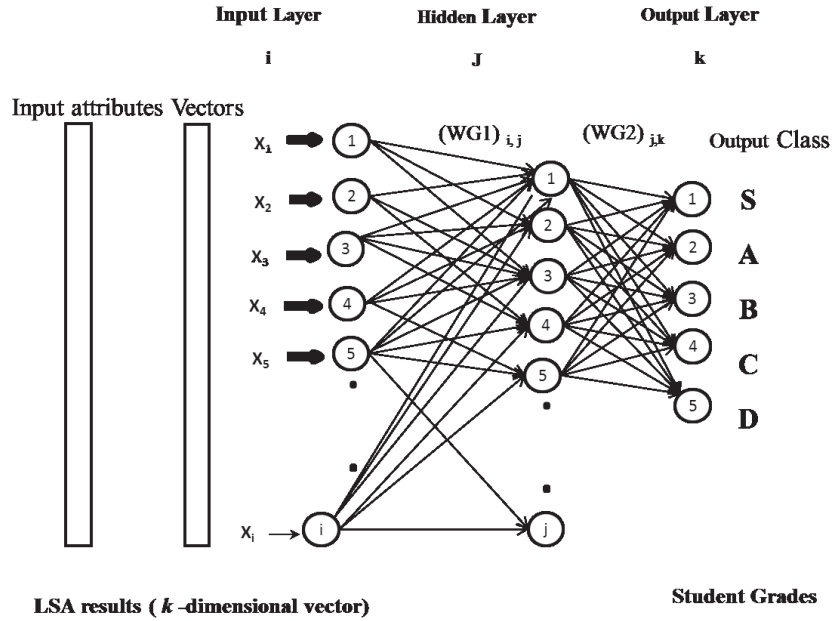 Input Layer
Hidden Layer
Output Layer
i
J
k
Input attributes Vectors
(WG1) i, j
(WG2) j,k
Output Class
X1
1
1
1
S
X2
2
2
2
A
X3
3
3
3
B
X4
4
4
4
C
X5
5
5
5
D
Xi
i
j
LSA results ( k -dimensional vector)
Student Grades